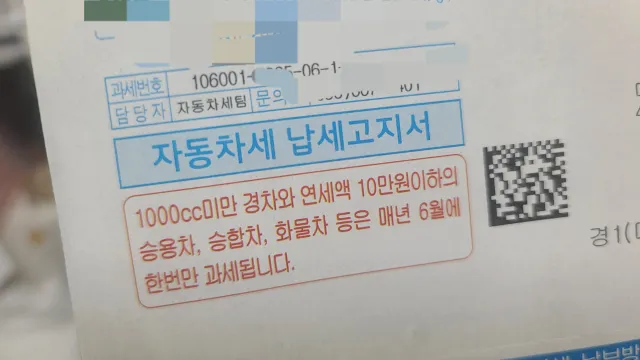 과세번호 106001-
담당자 자동차세팀 문의
자동차세 납세고지서
1000cc미만 경차와 연세액 10만원이하의
승용차, 승합차, 화물차 등은 매년 6월에
한번만 과세됩니다.
경1(